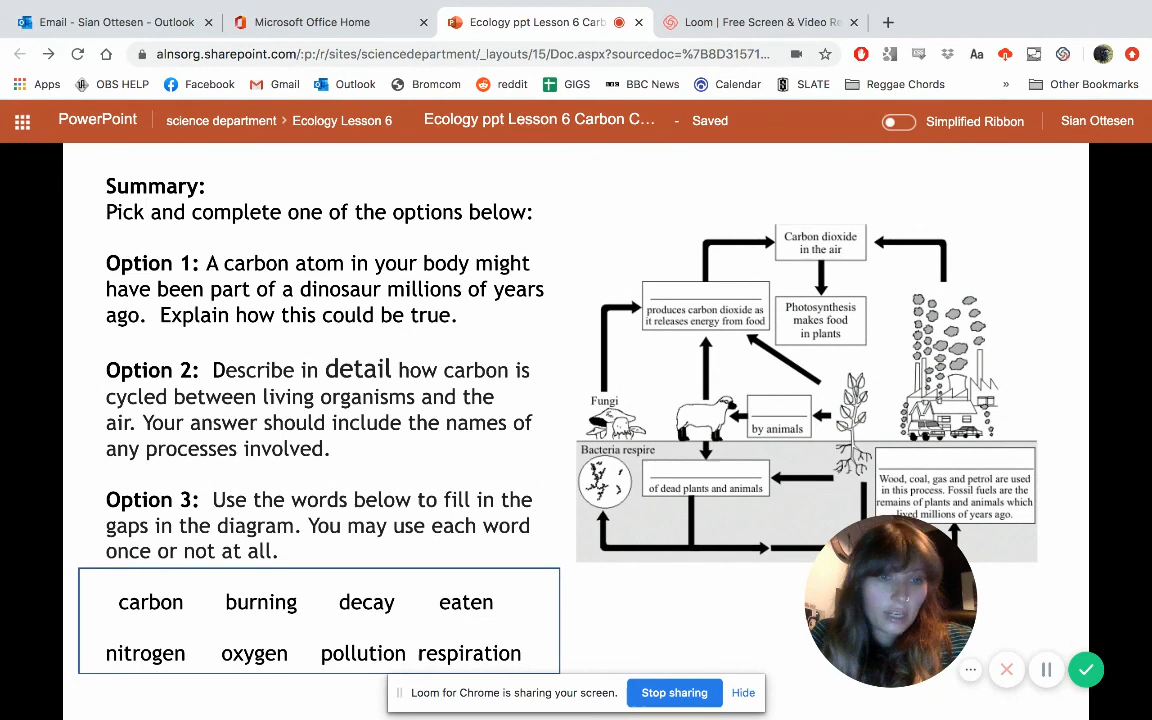 Email - Sian Ottesen - Outlook
Microsoft Office Home
Ecology ppt Lesson 6 Carb
Loom | Free Screen & Video Re
alnsorg.sharepoint.com/:p:/r/sites/sciencedepartment/_layouts/15/Doc.aspx?sourcedoc=%7B8D31571...
Apps
OBS HELP
Facebook
Gmail
Outlook
Bromcom
reddit
GIGS
BBC News
Calendar
SLATE
Reggae Chords
»
Other Bookmarks
PowerPoint
science department › Ecology Lesson 6
Ecology ppt Lesson 6 Carbon C... - Saved
Simplified Ribbon
Sian Ottesen
Summary:
Pick and complete one of the options below:
Option 1: A carbon atom in your body might
have been part of a dinosaur millions of years
ago. Explain how this could be true.
Option 2: Describe in detail how carbon is
cycled between living organisms and the
air. Your answer should include the names of
any processes involved.
Option 3: Use the words below to fill in the
gaps in the diagram. You may use each word
once or not at all.
carbon burning decay eaten
nitrogen oxygen pollution respiration
Carbon dioxide
in the air
produces carbon dioxide as
it releases energy from food
Photosynthesis
makes food
in plants
Fungi
by animals
Bacteria respire
of dead plants and animals
Wood, coal, gas and petrol are used
in this process. Fossil fuels are the
remains of plants and animals which
lived millions of years ago.
Loom for Chrome is sharing your screen.
Stop sharing
Hide